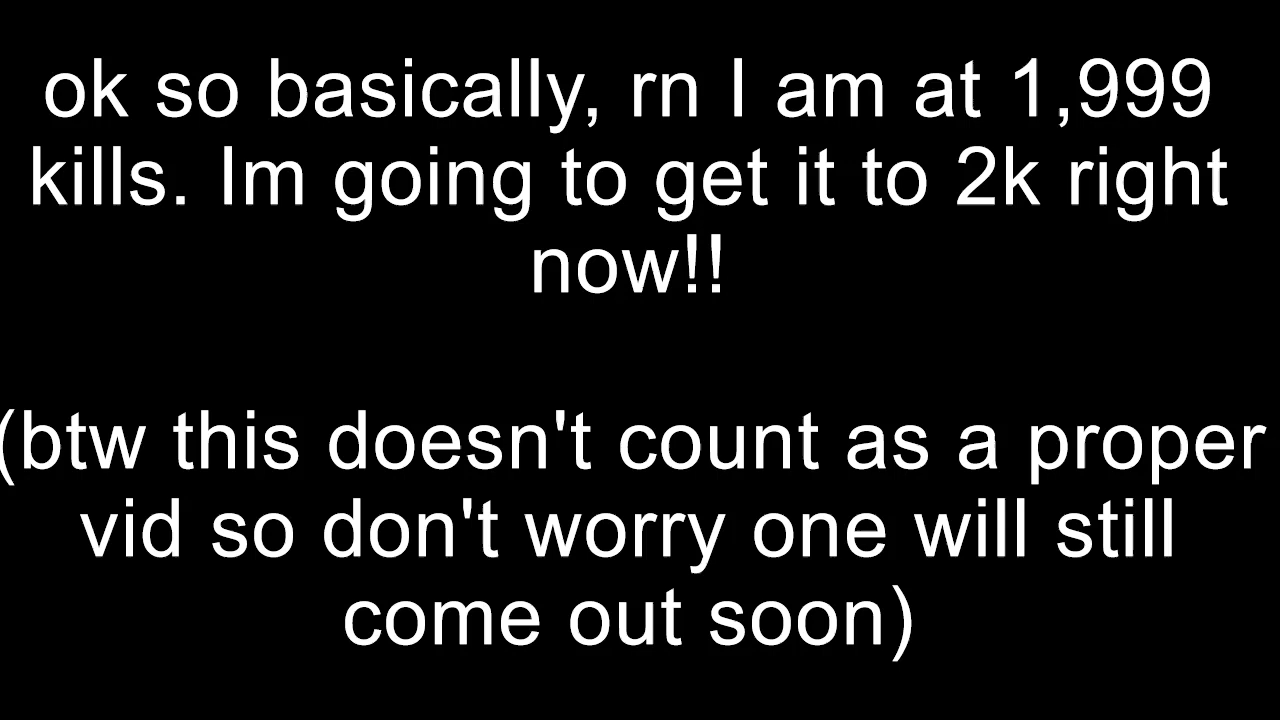 ok so basically, rn I am at 1,999
kills. Im going to get it to 2k right
now!!
(btw this doesn't count as a proper
vid so don't worry one will still
come out soon)